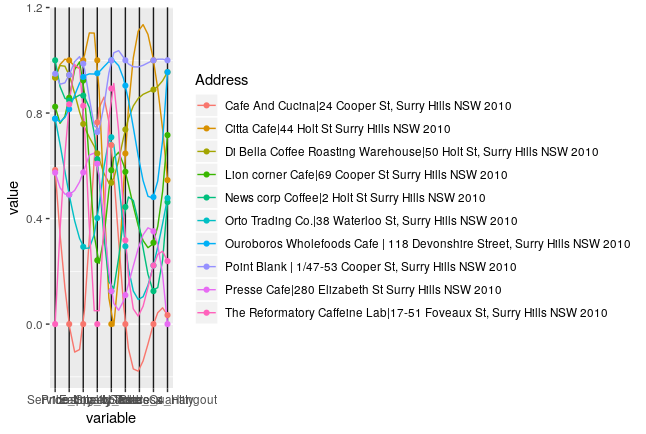 1.2
Address
Cafe And Cucina|24 Cooper St, Surry Hills NSW 2010
Citta Cafe|44 Holt St Surry Hills NSW 2010
0.8
Di Bella Coffee Roasting Warehouse|50 Holt St, Surry Hills NSW 2010
Lion corner Cafe|69 Cooper St Surry Hills NSW 2010
News corp Coffee|2 Holt St Surry Hills NSW 2010
value
0.4
Orto Trading Co.|38 Waterloo St, Surry Hills NSW 2010
Ouroboros Wholefoods Cafe | 118 Devonshire Street, Surry Hills NSW 2010
Point Blank | 1/47-53 Cooper St, Surry Hills NSW 2010
Presse Cafe|280 Elizabeth St Surry Hills NSW 2010
The Reformatory Caffeine Lab|17-51 Foveaux St, Surry Hills NSW 2010
0.0
variable